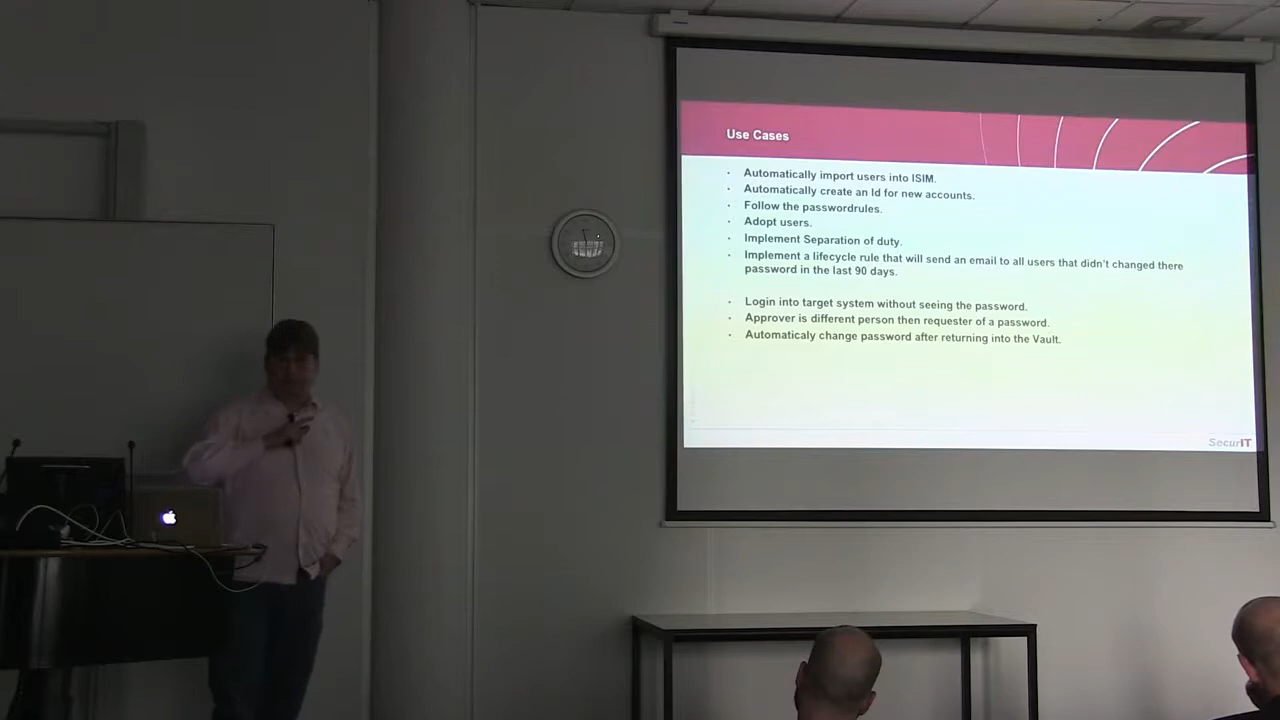 Use Cases
· Automatically import users into ISIM.
· Automatically create an Id for new accounts.
· Follow the passwordrules.
· Adopt users.
· Implement Separation of duty.
· Implement a lifecycle rule that will send an email to all users that didn't changed there
password in the last 90 days.
· Login into target system without seeing the password.
· Approver is different person then requester of a password.
· Automaticaly change password after returning into the Vault.
SecurIT